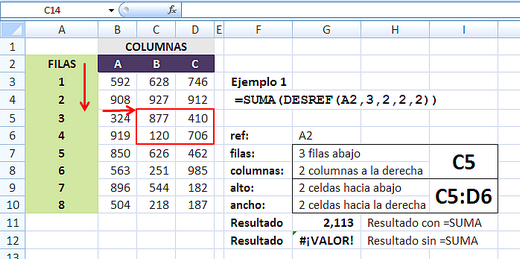 C14 fx
A B C D E F G H I
1 COLUMNAS
2 FILAS A B C
3 1 592 628 746 Ejemplo 1
4 2 908 927 912 =SUMA(DESREF(A2,3,2,2,2))
5 3 324 877 410
6 4 919 120 706 ref: A2
7 5 850 626 462 filas: 3 filas abajo C5
8 6 563 251 985 columnas: 2 columnas a la derecha
9 7 896 544 182 alto: 2 celdas hacia abajo C5:D6
10 8 504 218 187 ancho: 2 celdas hacia la derecha
11 Resultado 2,113 Resultado con =SUMA
12 Resultado #¡VALOR! Resultado sin =SUMA